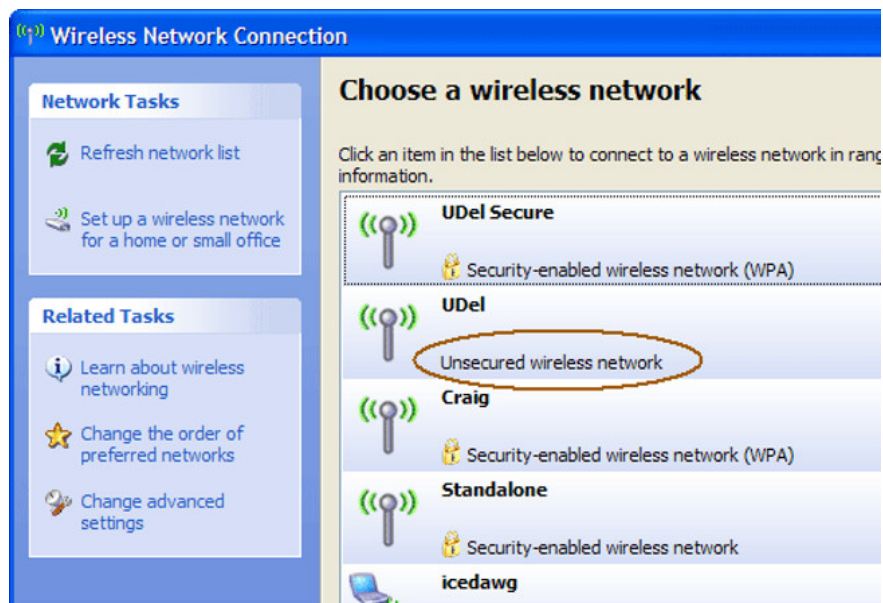 Wireless Network Connection
Network Tasks
Refresh network list
Set up a wireless network
for a home or small office
Related Tasks
Learn about wireless
networking
Change the order of
preferred networks
Change advanced
settings
Choose a wireless network
Click an item in the list below to connect to a wireless network in rang
information.
UDel Secure
Security-enabled wireless network (WPA)
UDel
Unsecured wireless network
Craig
Security-enabled wireless network (WPA)
Standalone
Security-enabled wireless network
icedawg